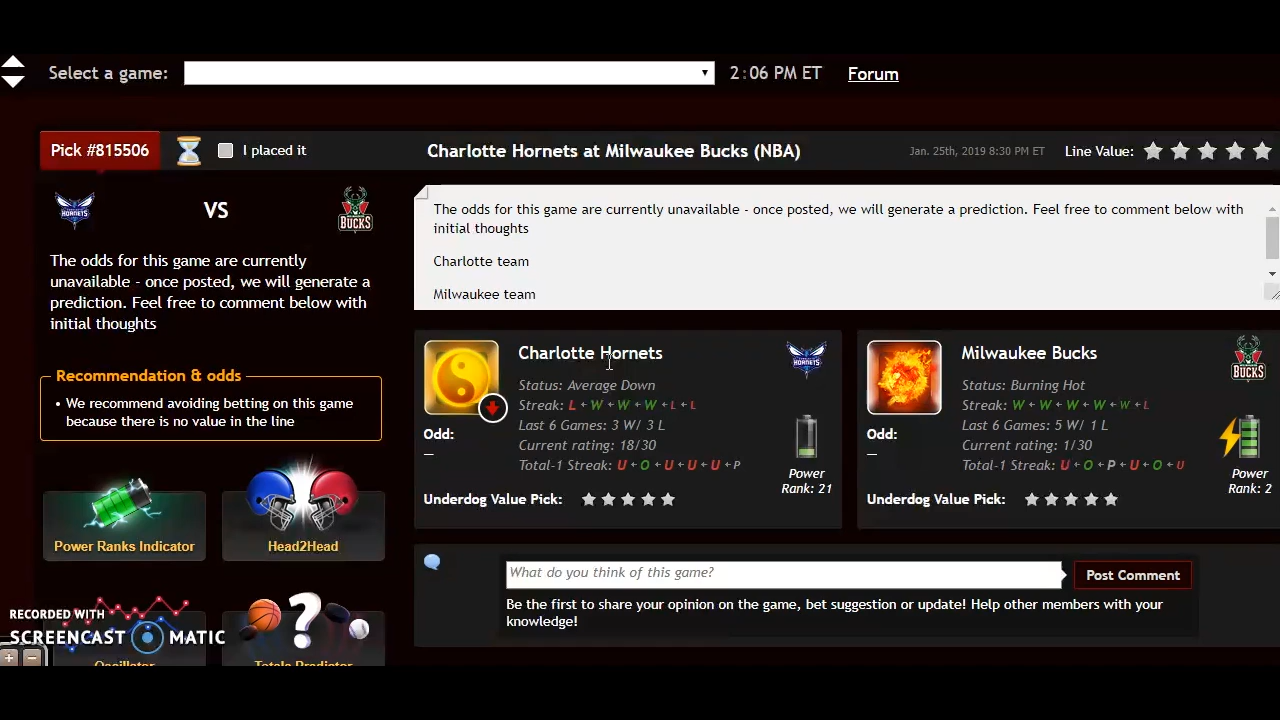 Select a game:
2:06 PM ET
Forum
Pick #815506
I placed it
Charlotte Hornets at Milwaukee Bucks (NBA)
Jan. 25th, 2019 8:30 PM ET
Line Value:
HORNETS
VS
BUCKS
The odds for this game are currently
unavailable - once posted, we will generate a
prediction. Feel free to comment below with
initial thoughts
Recommendation & odds
• We recommend avoiding betting on this game
because there is no value in the line
Power Ranks Indicator
Head2Head
Oscillator
Totals Predictor
The odds for this game are currently unavailable - once posted, we will generate a prediction. Feel free to comment below with
initial thoughts
Charlotte team
Milwaukee team
Charlotte Hornets
HORNETS
Status: Average Down
Streak: L ← W ← W ← W ← L ← L
Last 6 Games: 3 W/ 3 L
Current rating: 18/30
Total-1 Streak: U ← O ← U ← U ← U ← P
Odd:
—
Power
Rank: 21
Underdog Value Pick:
Milwaukee Bucks
BUCKS
Status: Burning Hot
Streak: W ← W ← W ← W ← W ← L
Last 6 Games: 5 W/ 1 L
Current rating: 1/30
Total-1 Streak: U ← O ← P ← U ← O ← U
Odd:
—
Power
Rank: 2
Underdog Value Pick:
What do you think of this game?
Post Comment
Be the first to share your opinion on the game, bet suggestion or update! Help other members with your
knowledge!
RECORDED WITH
SCREENCAST MATIC